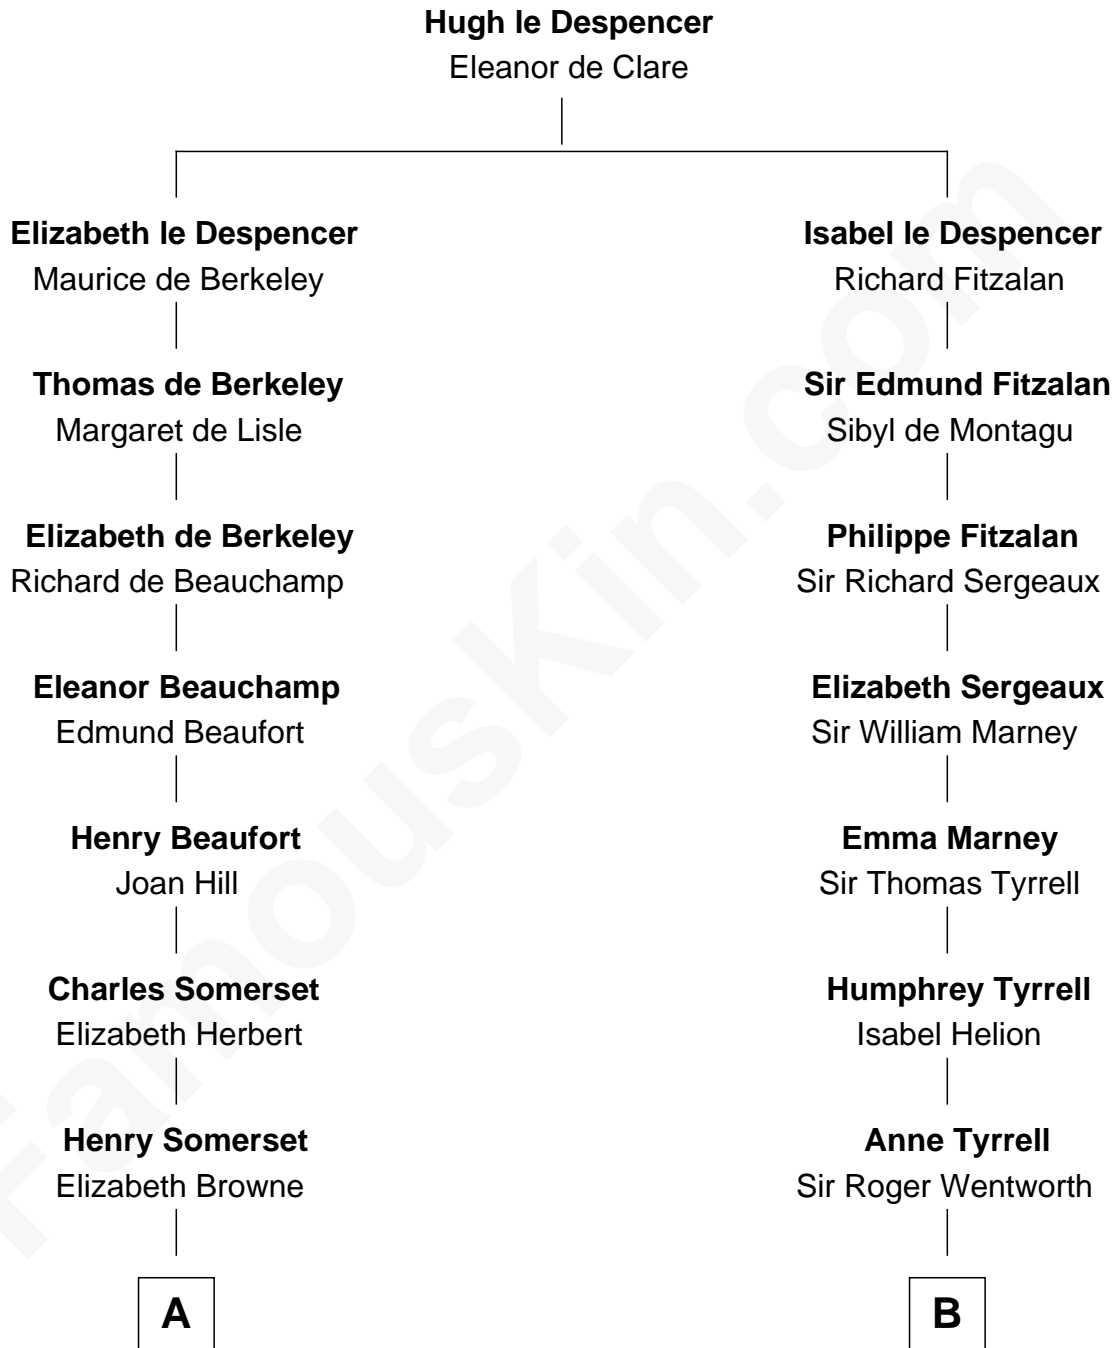 Hugh le Despencer
Eleanor de Clare
Elizabeth le Despencer
Maurice de Berkeley
Isabel le Despencer
Richard Fitzalan
Thomas de Berkeley
Margaret de Lisle
Sir Edmund Fitzalan
Sibyl de Montagu
Elizabeth de Berkeley
Richard de Beauchamp
Philippe Fitzalan
Sir Richard Sergeaux
Eleanor Beauchamp
Edmund Beaufort
Elizabeth Sergeaux
Sir William Marney
Henry Beaufort
Joan Hill
Emma Marney
Sir Thomas Tyrrell
Charles Somerset
Elizabeth Herbert
Humphrey Tyrrell
Isabel Helion
Henry Somerset
Elizabeth Browne
Anne Tyrrell
Sir Roger Wentworth
A
B
FamousKin.com